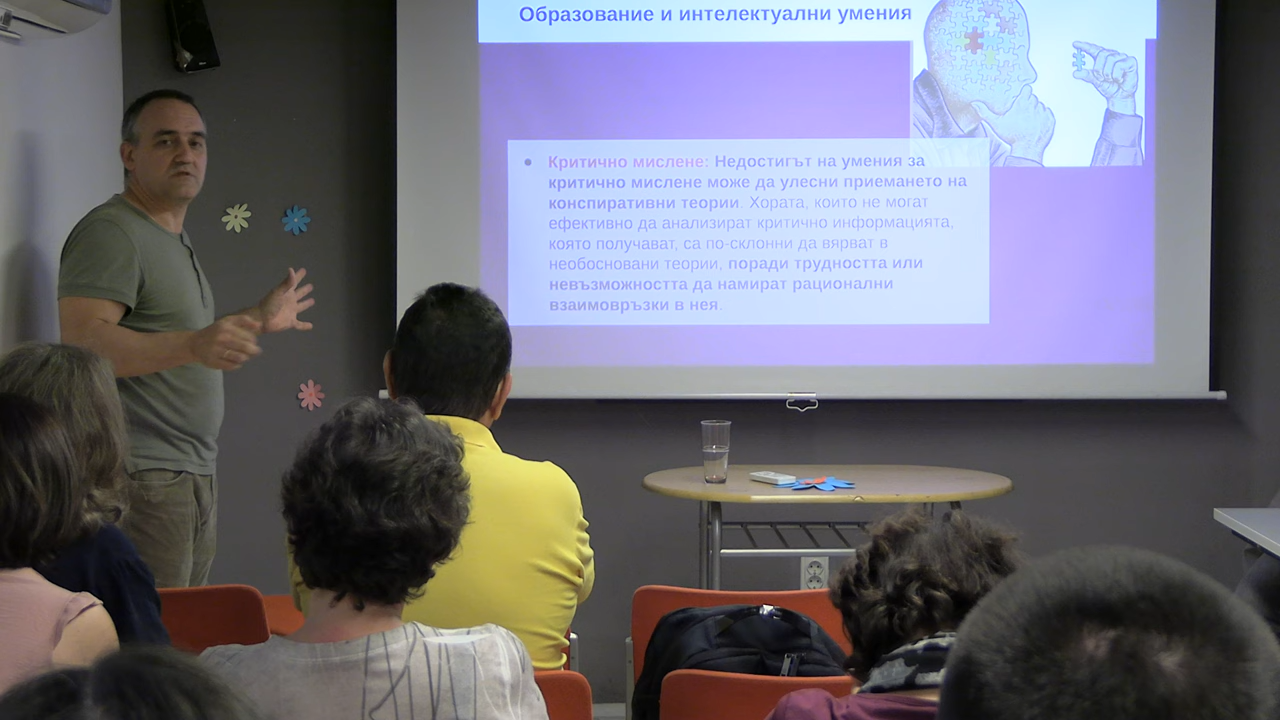 Образование и интелектуални умения
● Критично мислене: Недостигът на умения за
критично мислене може да улесни приемането на
конспиративни теории. Хората, които не могат
ефективно да анализират критично информацията,
която получават, са по-склонни да вярват в
необосновани теории, поради трудността или
невъзможността да намират рационални
взаимовръзки в нея.